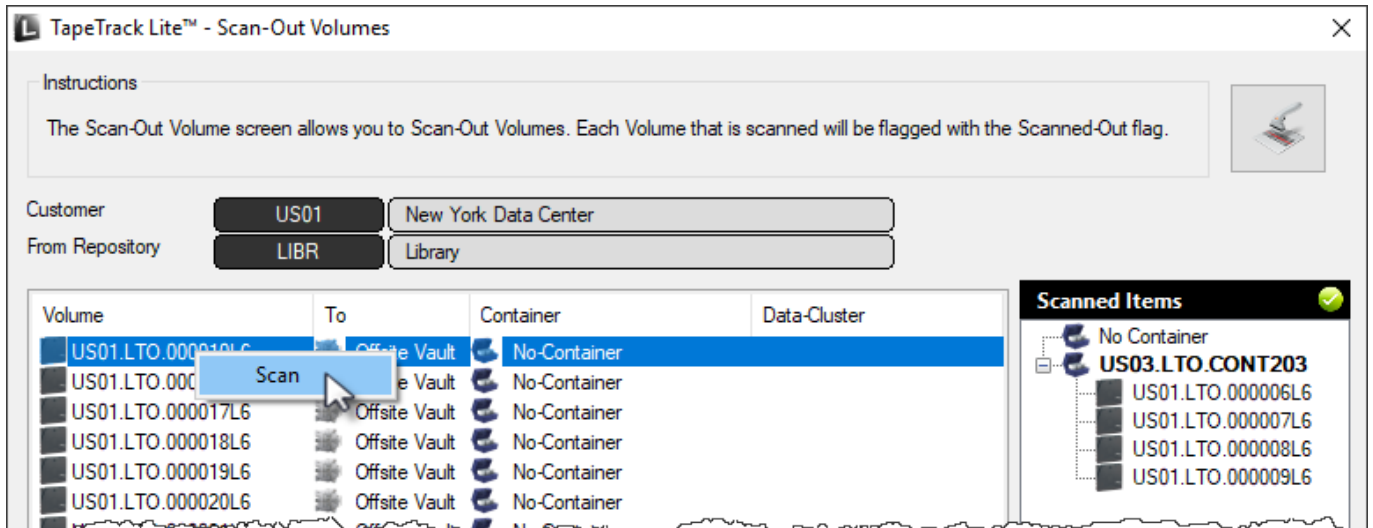 L TapeTrack Lite™ - Scan-Out Volumes
Instructions
The Scan-Out Volume screen allows you to Scan-Out Volumes. Each Volume that is scanned will be flagged with the Scanned-Out flag.
Customer US01 New York Data Center
From Repository LIBR Library
Volume To Container Data-Cluster
Offsite Vault No-Container
Scan
No-Container
US01.LTO.000017L6 Offsite Vault No-Container
US01.LTO.000018L6 Offsite Vault No-Container
US01.LTO.000019L6 Offsite Vault No-Container
US01.LTO.000020L6 Offsite Vault No-Container
Scanned Items
No Container
US03.LTO.CONT203
US01.LTO.000006L6
US01.LTO.000007L6
US01.LTO.000008L6
US01.LTO.000009L6